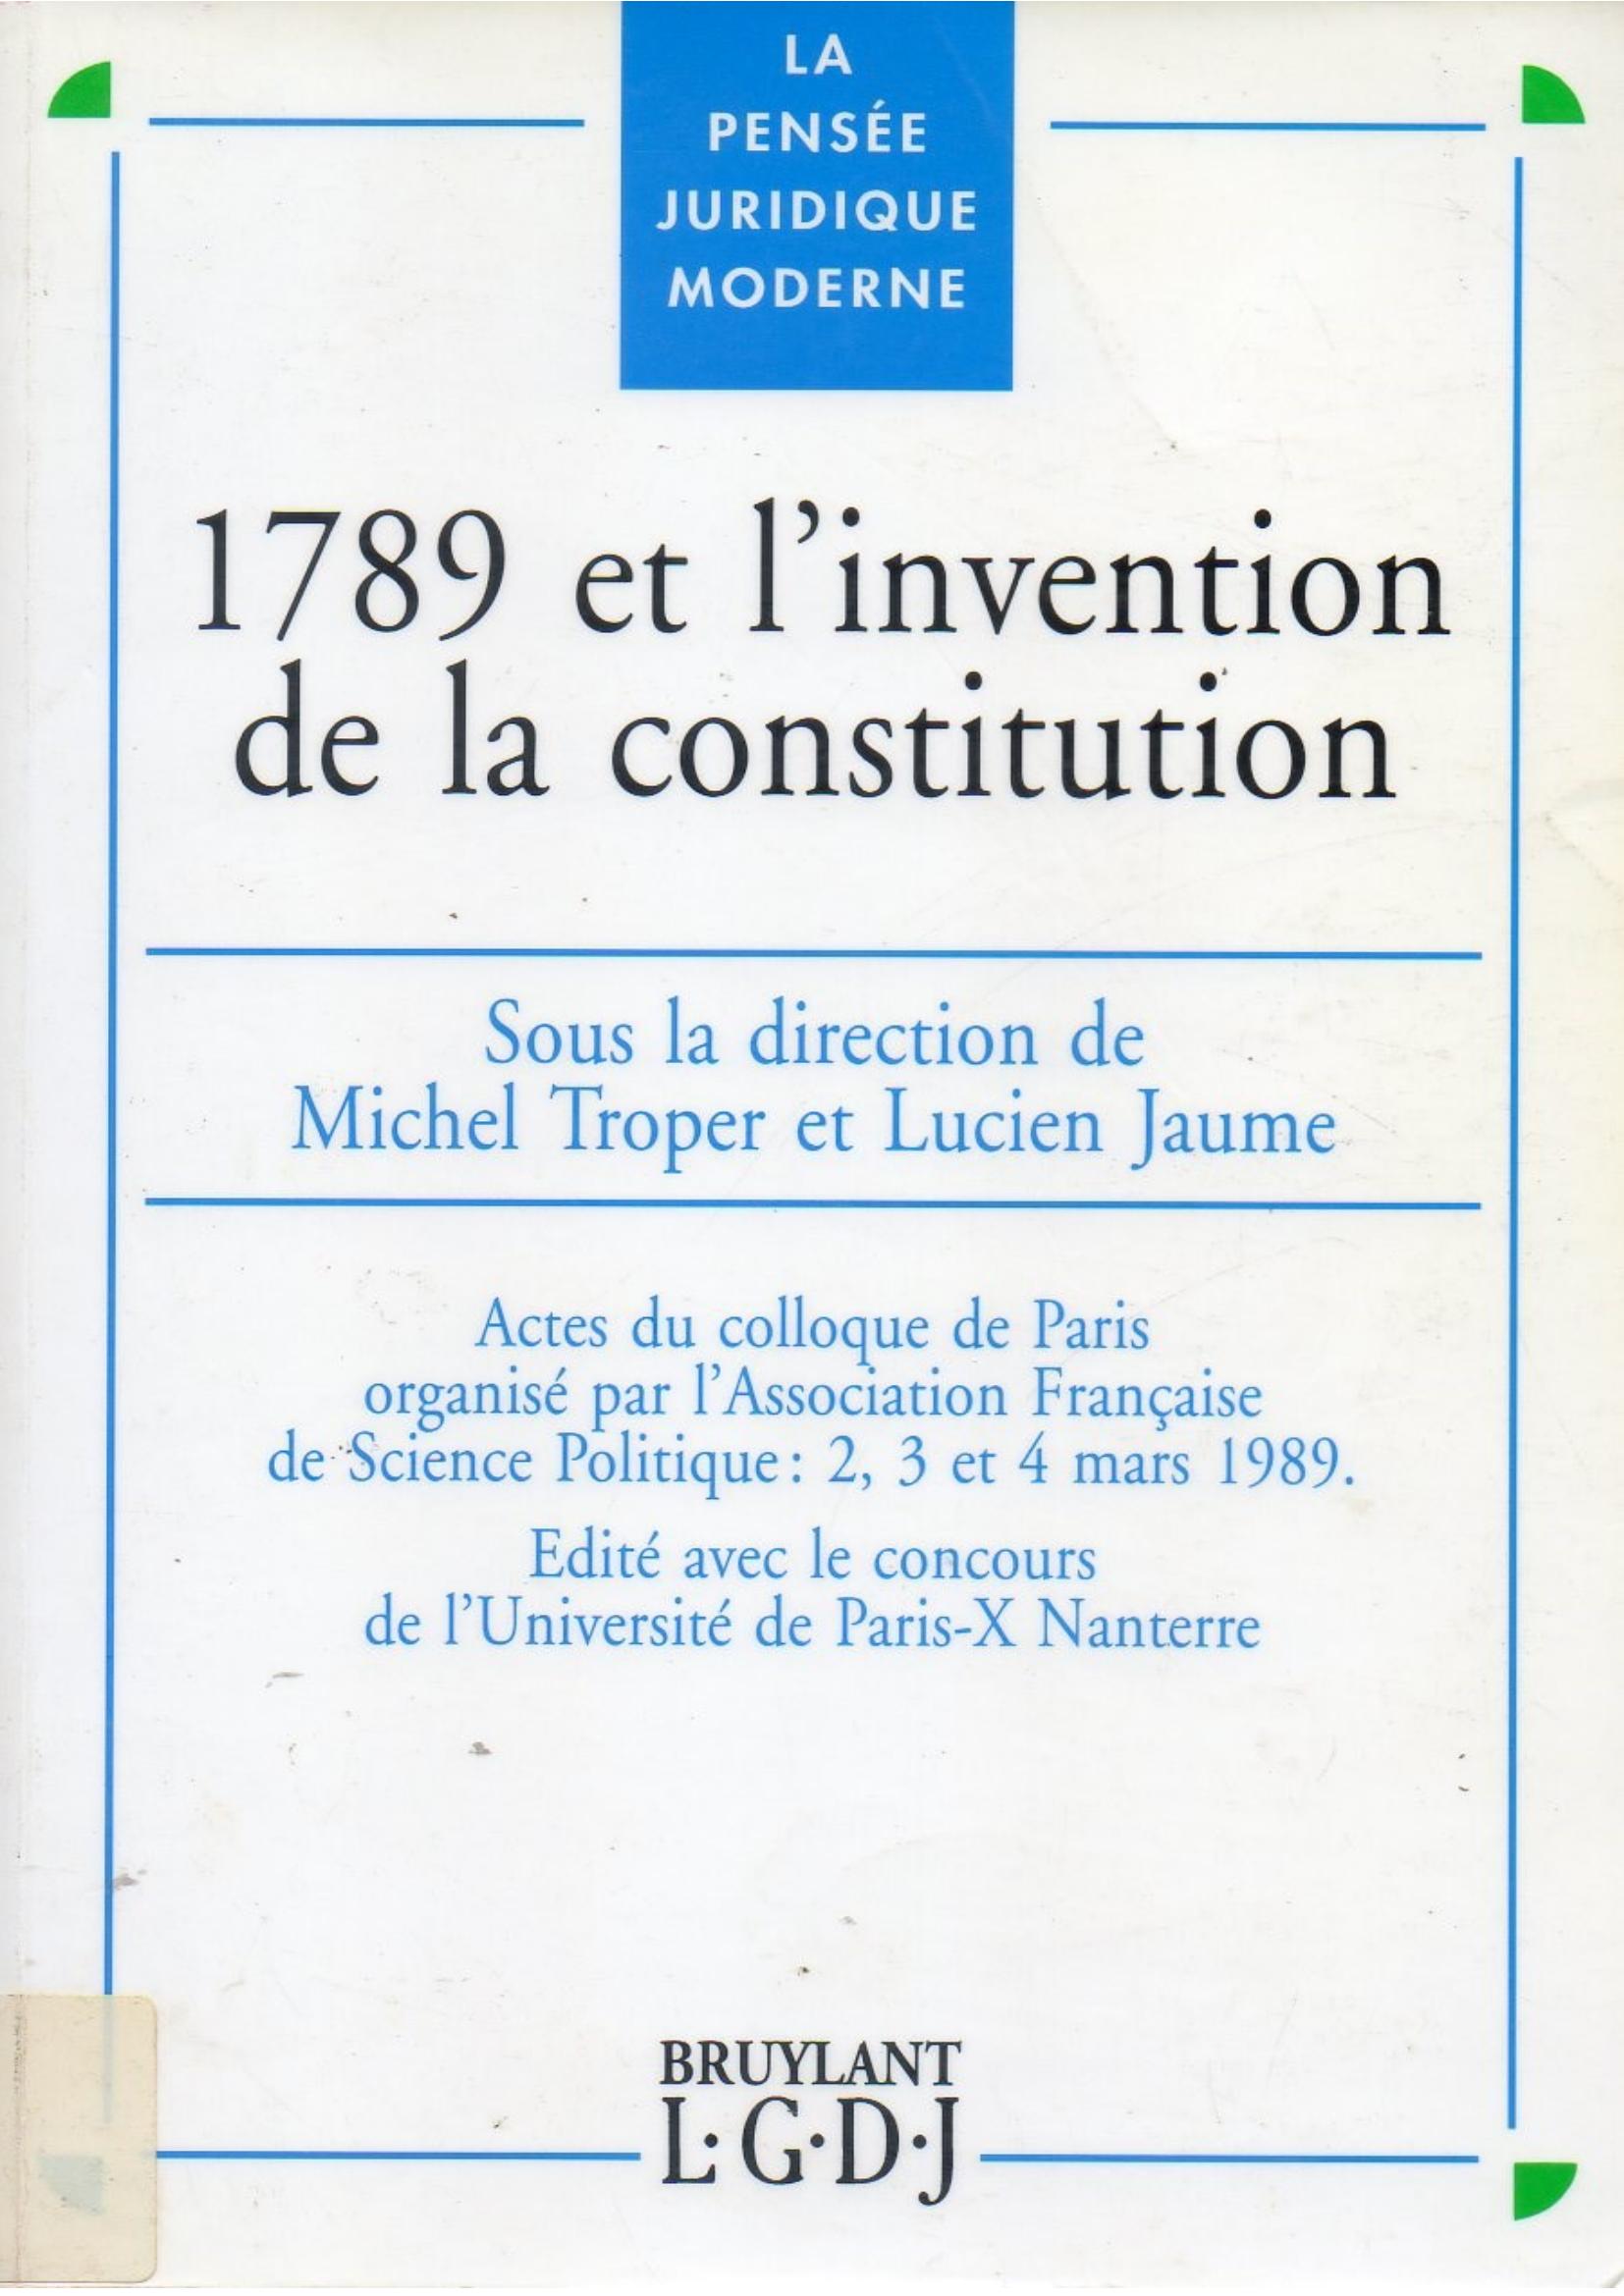 LA
PENSÉE
JURIDIQUE
MODERNE
1789 et l'invention
de la constitution
Sous la direction de
Michel Troper et Lucien Jaume
Actes du colloque de Paris
organisé par l'Association Française
de Science Politique : 2, 3 et 4 mars 1989.
Edité avec le concours
de l'Université de Paris-X Nanterre
BRUYLANT
L·G·D·J